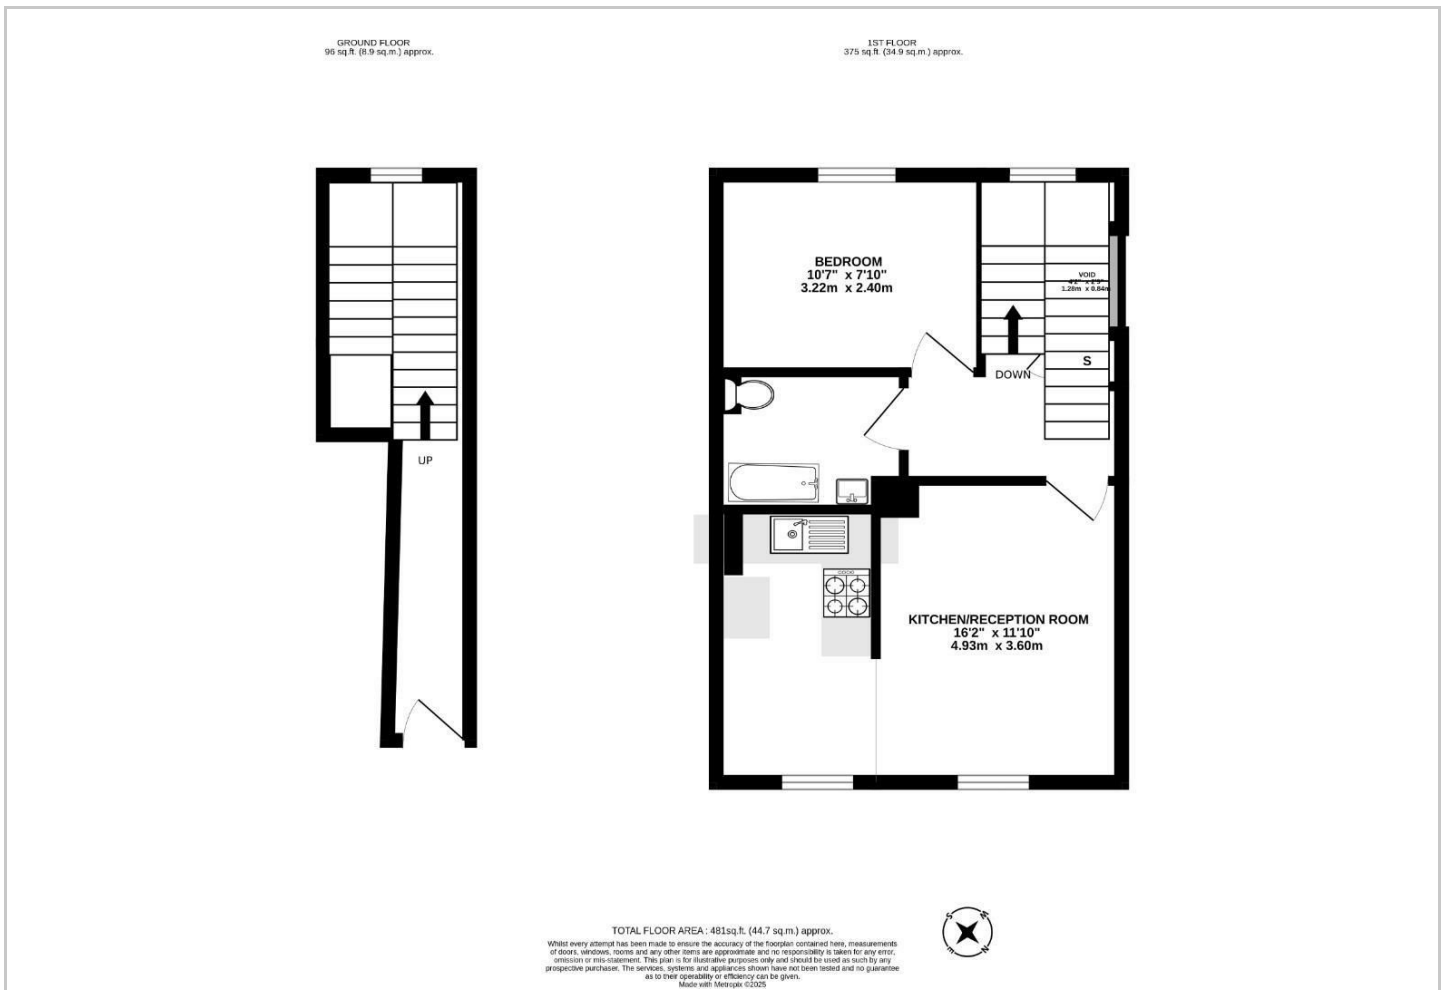 GROUND FLOOR
96 sq.ft. (8.9 sq.m.) approx.
1ST FLOOR
375 sq.ft. (34.9 sq.m.) approx.
BEDROOM
10'7" x 7'10"
3.22m x 2.40m
VOID
4'2" x 2'9"
1.28m x 0.84m
S
DOWN
UP
KITCHEN/RECEPTION ROOM
16'2" x 11'10"
4.93m x 3.60m
TOTAL FLOOR AREA : 481sq.ft. (44.7 sq.m.) approx.
Whilst every attempt has been made to ensure the accuracy of the floorplan contained here, measurements
of doors, windows, rooms and any other items are approximate and no responsibility is taken for any error,
omission or mis-statement. This plan is for illustrative purposes only and should be used as such by any
prospective purchaser. The services, systems and appliances shown have not been tested and no guarantee
as to their operability or efficiency can be given.
Made with Metropix ©2025
S
W
E
N